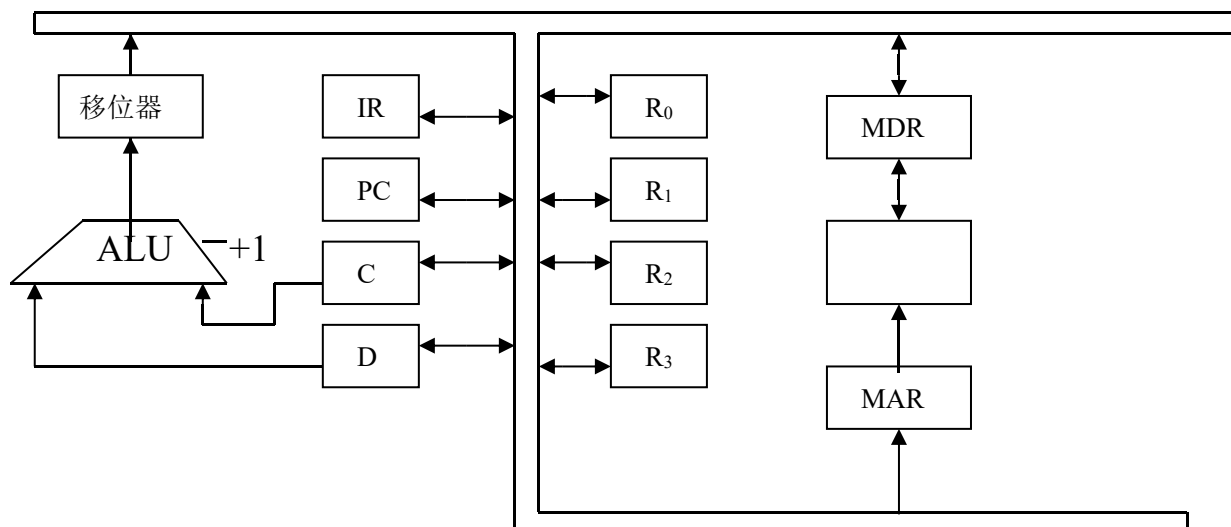 移位器
IR
R₀
MDR
PC
R₁
ALU
+1
C
R₂
D
R₃
MAR